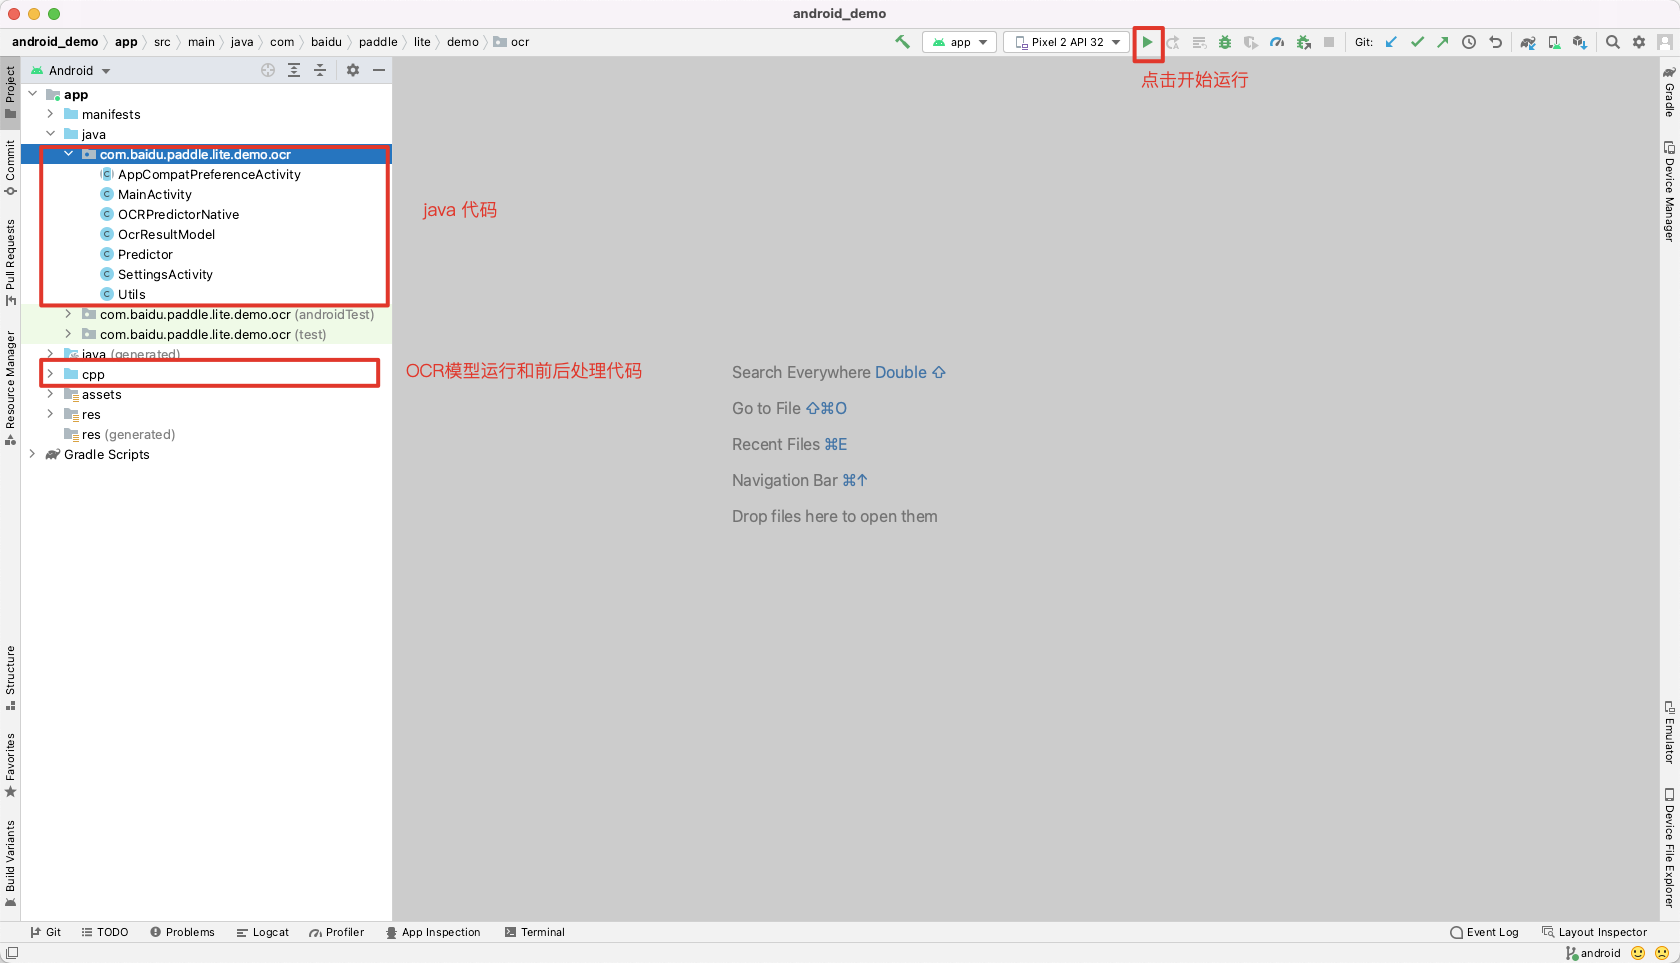 android_demo
android_demo app src main java com baidu paddle lite demo ocr
app
Pixel 2 API 32
Git:
点击开始运行
Android
app
manifests
java
com.baidu.paddle.lite.demo.ocr
AppCompatPreferenceActivity
MainActivity
OCRPredictorNative
OcrResultModel
Predictor
SettingsActivity
Utils
com.baidu.paddle.lite.demo.ocr (androidTest)
com.baidu.paddle.lite.demo.ocr (test)
java (generated)
cpp
assets
res
res (generated)
Gradle Scripts
java 代码
OCR模型运行和前后处理代码
Search Everywhere Double ⇧
Go to File ⇧⌘O
Recent Files ⌘E
Navigation Bar ⌘↑
Drop files here to open them
Project
Commit
Pull Requests
Resource Manager
Structure
Favorites
Build Variants
Gradle
Device Manager
Emulator
Device File Explorer
Git TODO Problems Logcat Profiler App Inspection Terminal
Event Log Layout Inspector
android